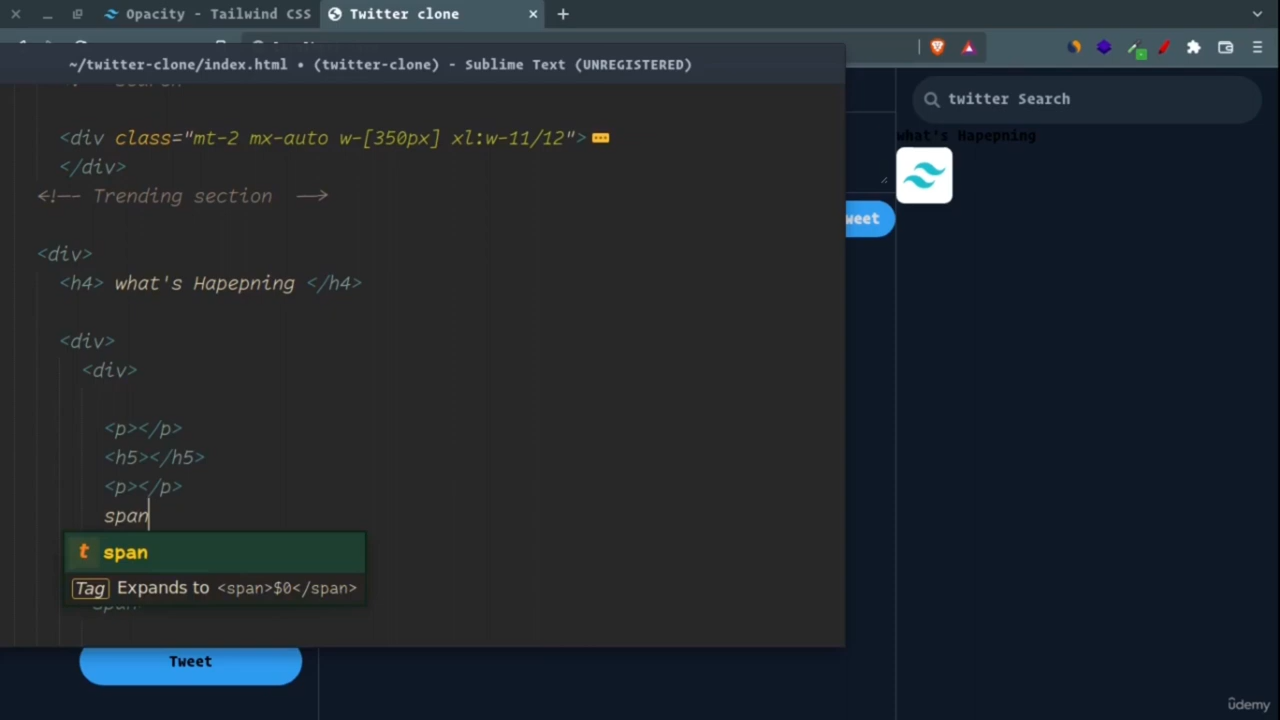 Opacity - Tailwind CSS
Twitter clone
~/twitter-clone/index.html • (twitter-clone) - Sublime Text (UNREGISTERED)
twitter Search
what's Hapepning
<div class="mt-2 mx-auto w-[350px] xl:w-11/12">
</div>
<!-- Trending section -->
<div>
<h4> what's Hapepning </h4>
<div>
<div>
<p></p>
<h5></h5>
<p></p>
span
span
Tag Expands to <span>$0</span>
span
Tweet
weet
ûdemy